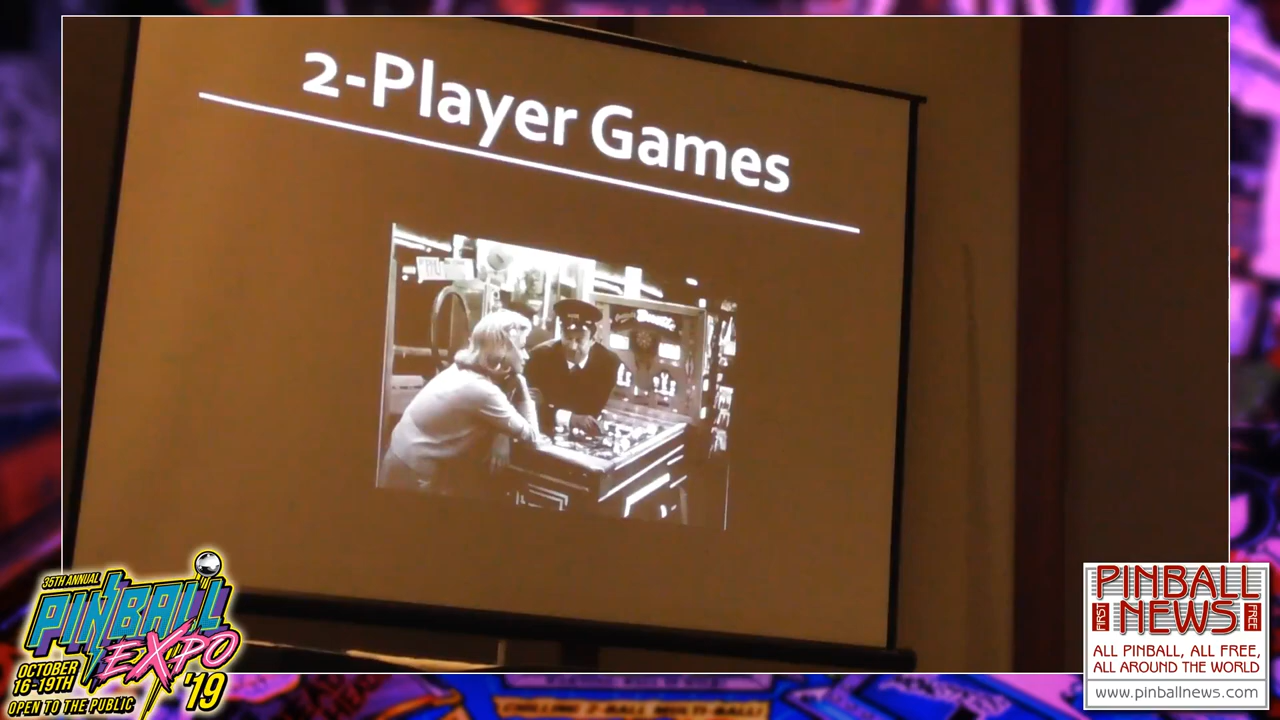 2-Player Games
35TH ANNUAL
PINBALL
EXPO
OCTOBER
16-19TH
'19
OPEN TO THE PUBLIC
PINBALL
FIRST
NEWS
FREE
ALL PINBALL, ALL FREE,
ALL AROUND THE WORLD
www.pinballnews.com